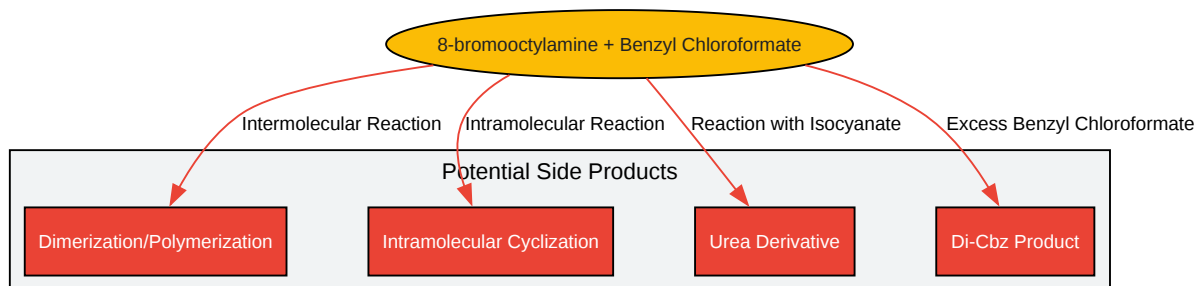 8-bromooctylamine + Benzyl Chloroformate
Intermolecular Reaction
Intramolecular Reaction
Reaction with Isocyanate
Excess Benzyl Chloroformate
Potential Side Products
Dimerization/Polymerization
Intramolecular Cyclization
Urea Derivative
Di-Cbz Product